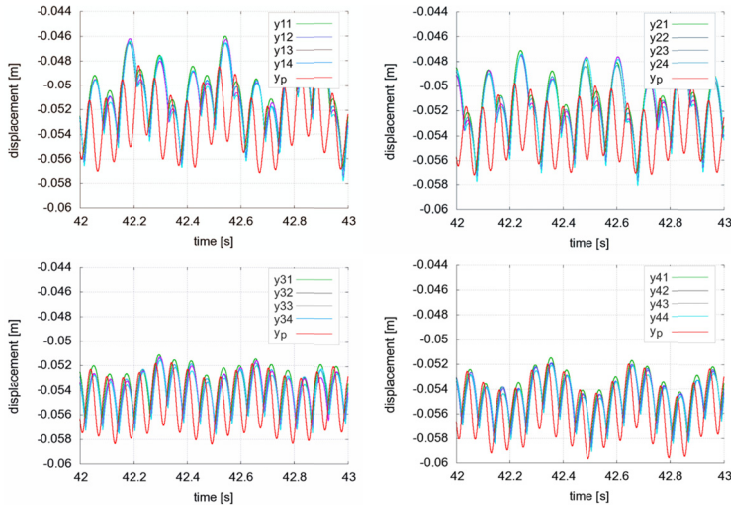 -0.044
-0.046
-0.048
-0.05
-0.052
-0.054
-0.056
-0.058
-0.06
displacement [m]
42 42.2 42.4 42.6 42.8 43
time [s]
y11
y12
y13
y14
yp
-0.044
-0.046
-0.048
-0.05
-0.052
-0.054
-0.056
-0.058
-0.06
displacement [m]
42 42.2 42.4 42.6 42.8 43
time [s]
y21
y22
y23
y24
yp
-0.044
-0.046
-0.048
-0.05
-0.052
-0.054
-0.056
-0.058
-0.06
displacement [m]
42 42.2 42.4 42.6 42.8 43
time [s]
y31
y32
y33
y34
yp
-0.044
-0.046
-0.048
-0.05
-0.052
-0.054
-0.056
-0.058
-0.06
displacement [m]
42 42.2 42.4 42.6 42.8 43
time [s]
y41
y42
y43
y44
yp